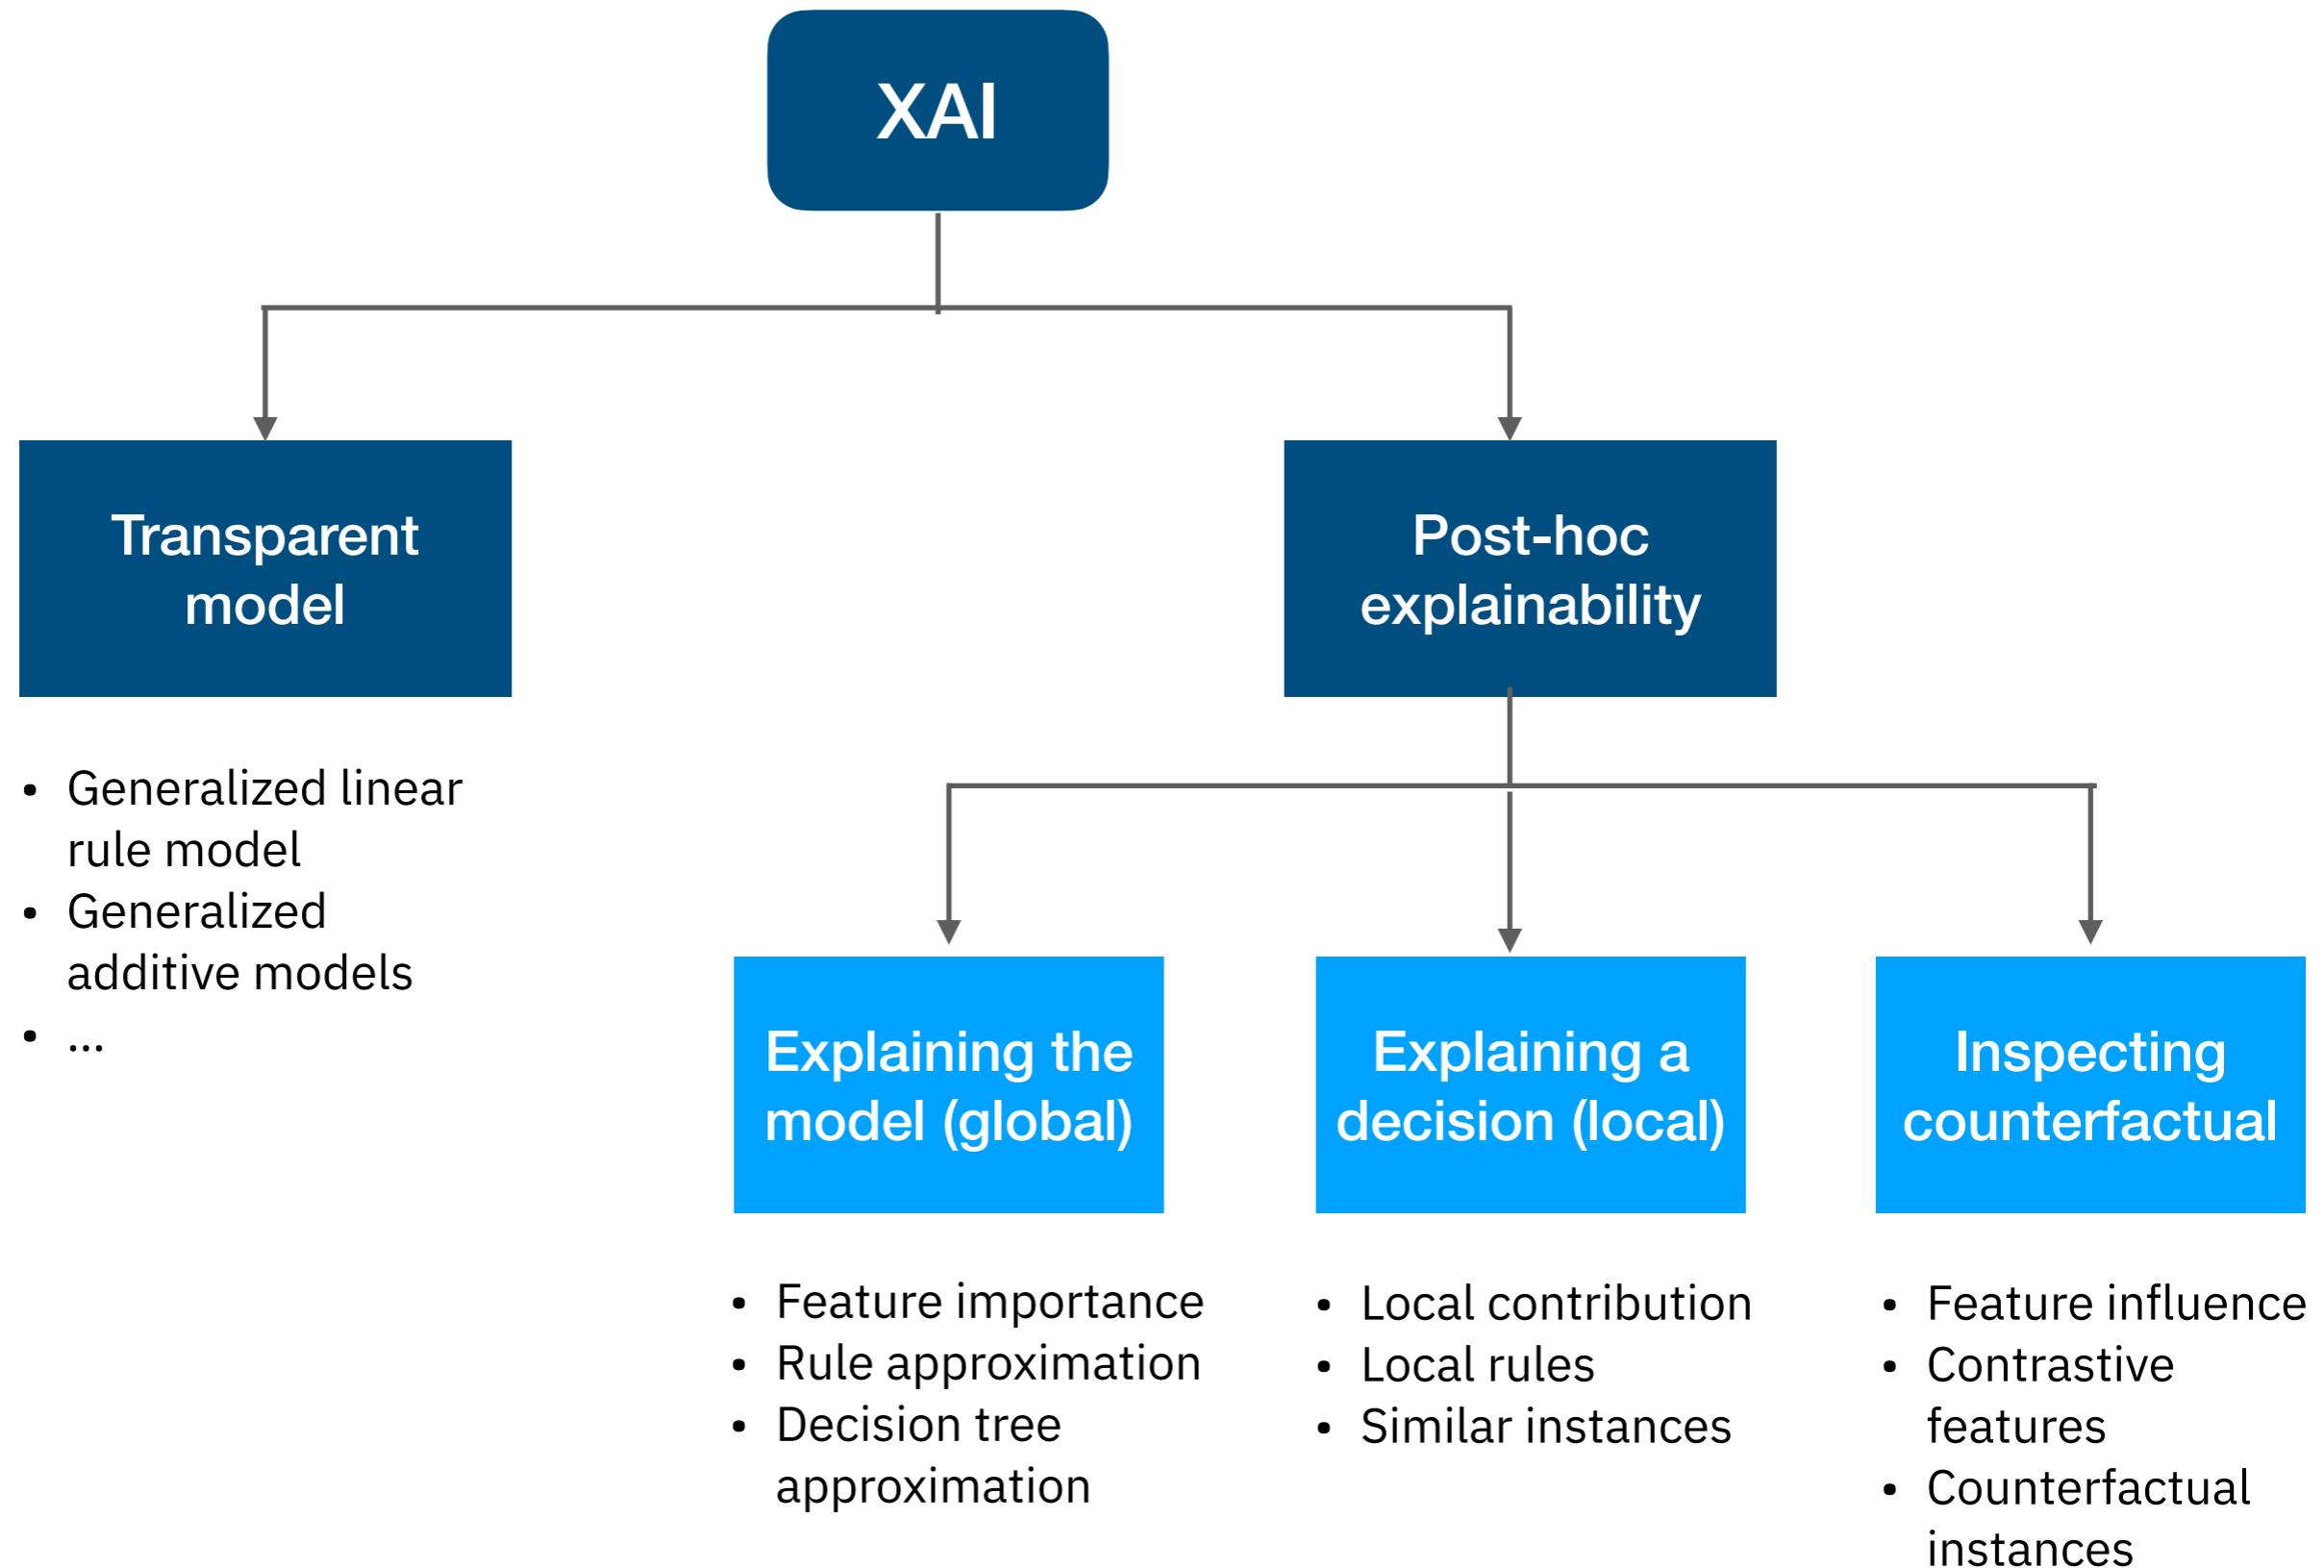 XAI
Transparent
model
Post-hoc
explainability
• Generalized linear
rule model
• Generalized
additive models
• ...
Explaining the
model (global)
Explaining a
decision (local)
Inspecting
counterfactual
• Feature importance
• Rule approximation
• Decision tree
approximation
• Local contribution
• Local rules
• Similar instances
• Feature influence
• Contrastive
features
• Counterfactual
instances